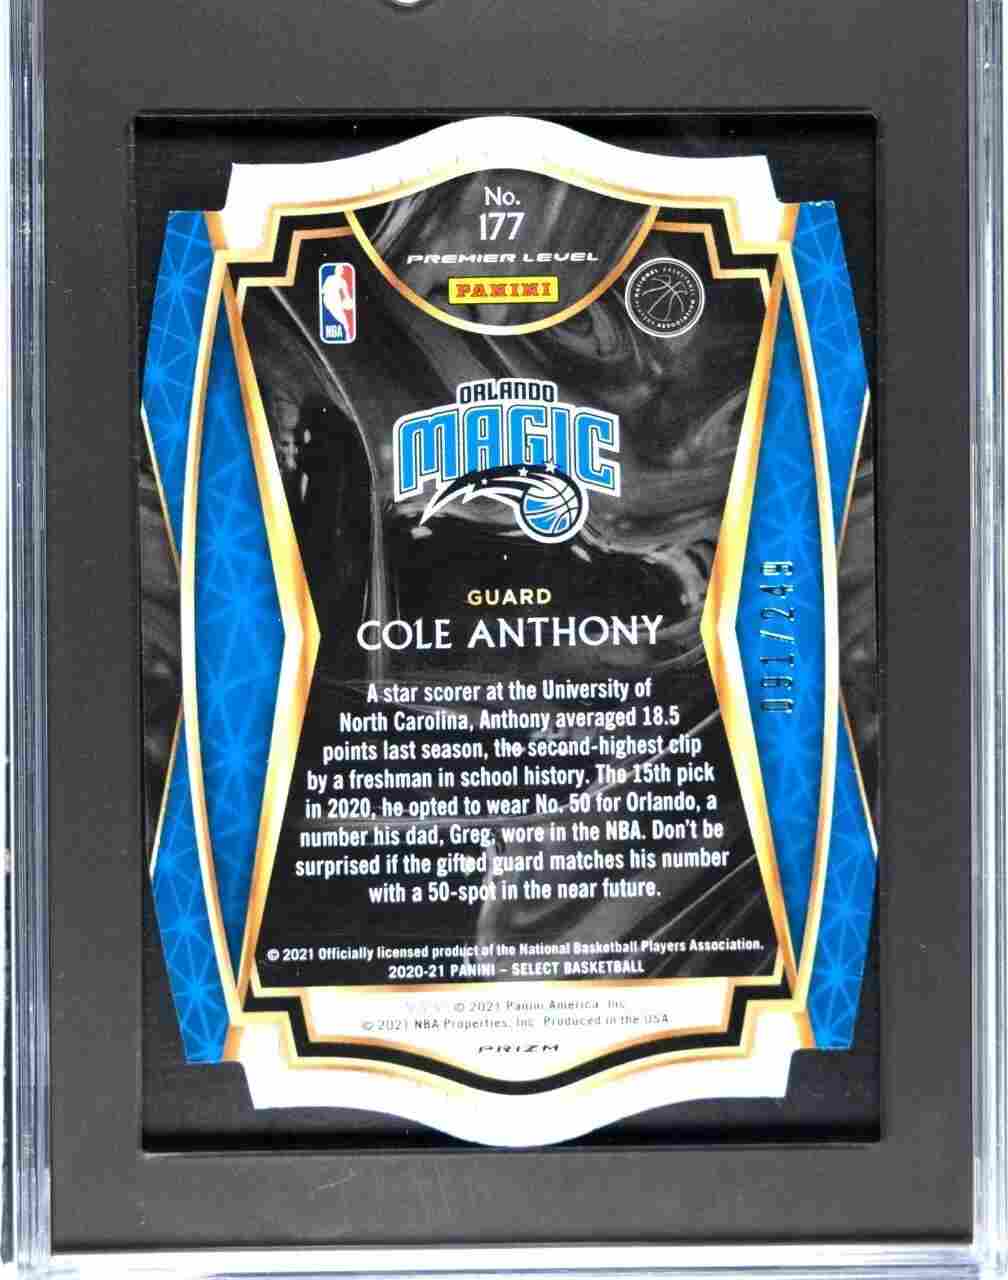 No.
177
PREMIER LEVEL
PANINI
NBA
NATIONAL BASKETBALL PLAYERS ASSOCIATION
ORLANDO
MAGIC
GUARD
COLE ANTHONY
091/249
A star scorer at the University of
North Carolina, Anthony averaged 18.5
points last season, the second-highest clip
by a freshman in school history. The 15th pick
in 2020, he opted to wear No. 50 for Orlando, a
number his dad, Greg, wore in the NBA. Don't be
surprised if the gifted guard matches his number
with a 50-spot in the near future.
© 2021 Officially licensed product of the National Basketball Players Association.
2020-21 PANINI – SELECT BASKETBALL
© 2021 Panini America, Inc.
© 2021 NBA Properties, Inc. Produced in the USA.
PRIZM